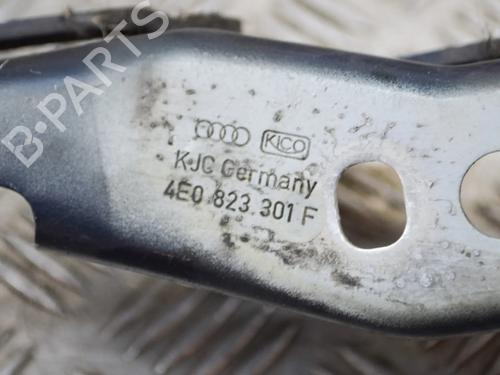 B-PARTS
KICO
KJC Germany
4E0 823 301 F